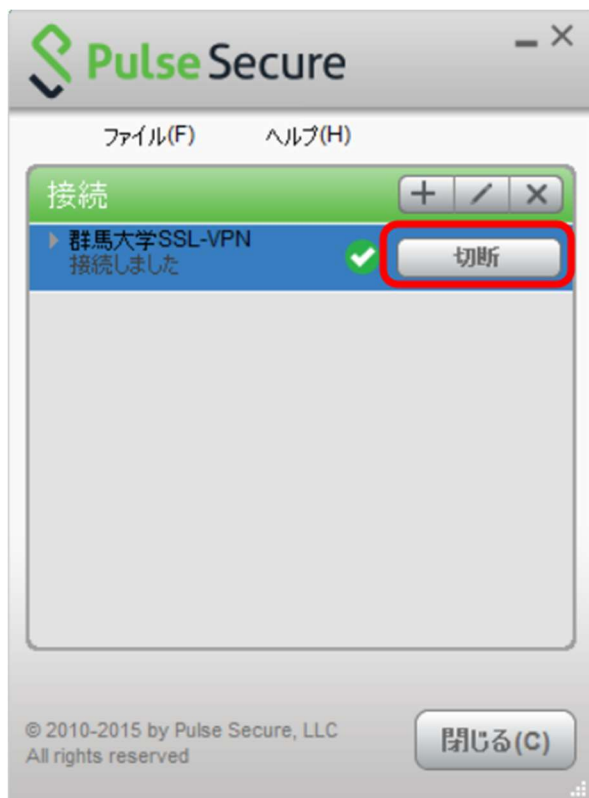 Pulse Secure
ファイル(F) ヘルプ(H)
接続
群馬大学SSL-VPN
接続しました
切断
© 2010-2015 by Pulse Secure, LLC
All rights reserved
閉じる(C)